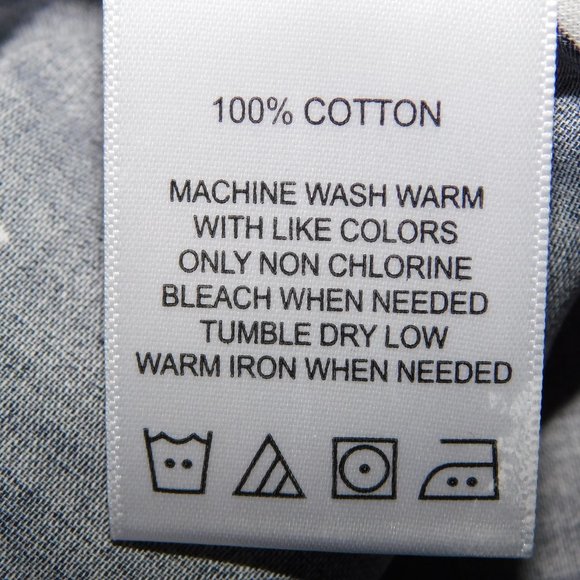 100% COTTON
MACHINE WASH WARM
WITH LIKE COLORS
ONLY NON CHLORINE
BLEACH WHEN NEEDED
TUMBLE DRY LOW
WARM IRON WHEN NEEDED